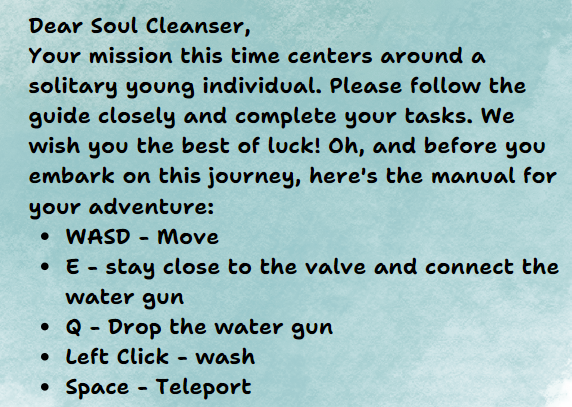 Dear Soul Cleanser,
Your mission this time centers around a
solitary young individual. Please follow the
guide closely and complete your tasks. We
wish you the best of luck! Oh, and before you
embark on this journey, here's the manual for
your adventure:
• WASD - Move
• E - stay close to the valve and connect the
water gun
• Q - Drop the water gun
• Left Click - wash
• Space - Teleport